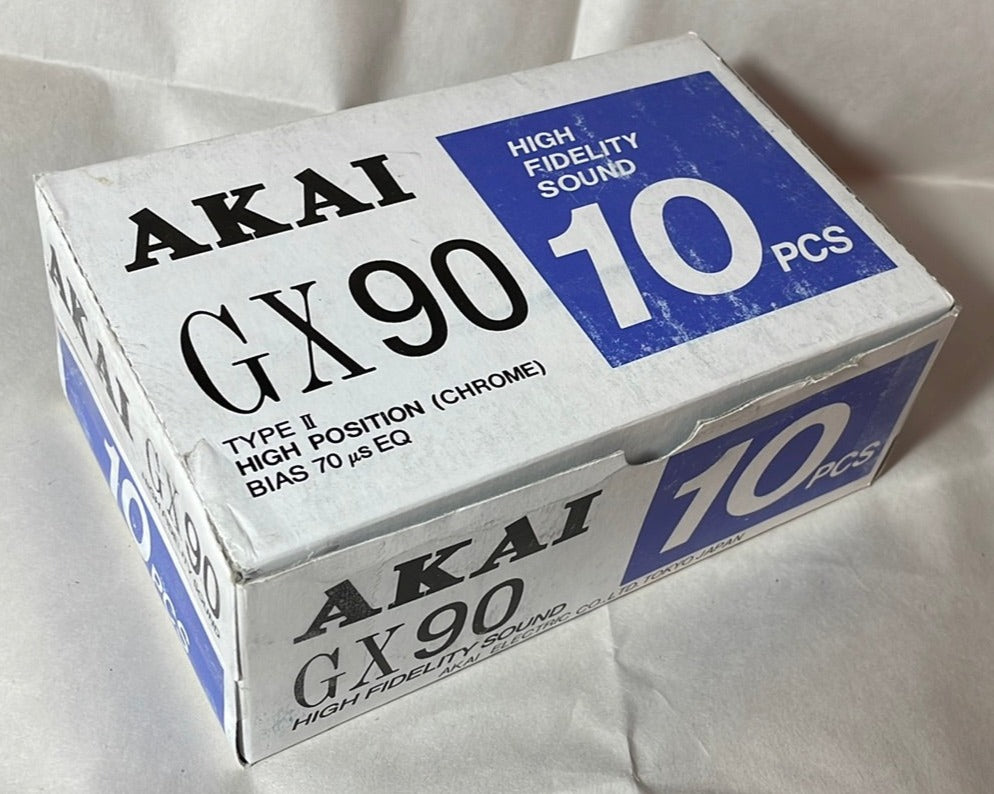 AKAI
GX90
TYPE II
HIGH POSITION (CHROME)
BIAS 70 µs EQ
HIGH
FIDELITY
SOUND
10 PCS
AKAI
GX90
HIGH FIDELITY SOUND
AKAI ELECTRIC CO., LTD. TOKYO JAPAN
10 PCS
AKAI
GX90
10 PCS